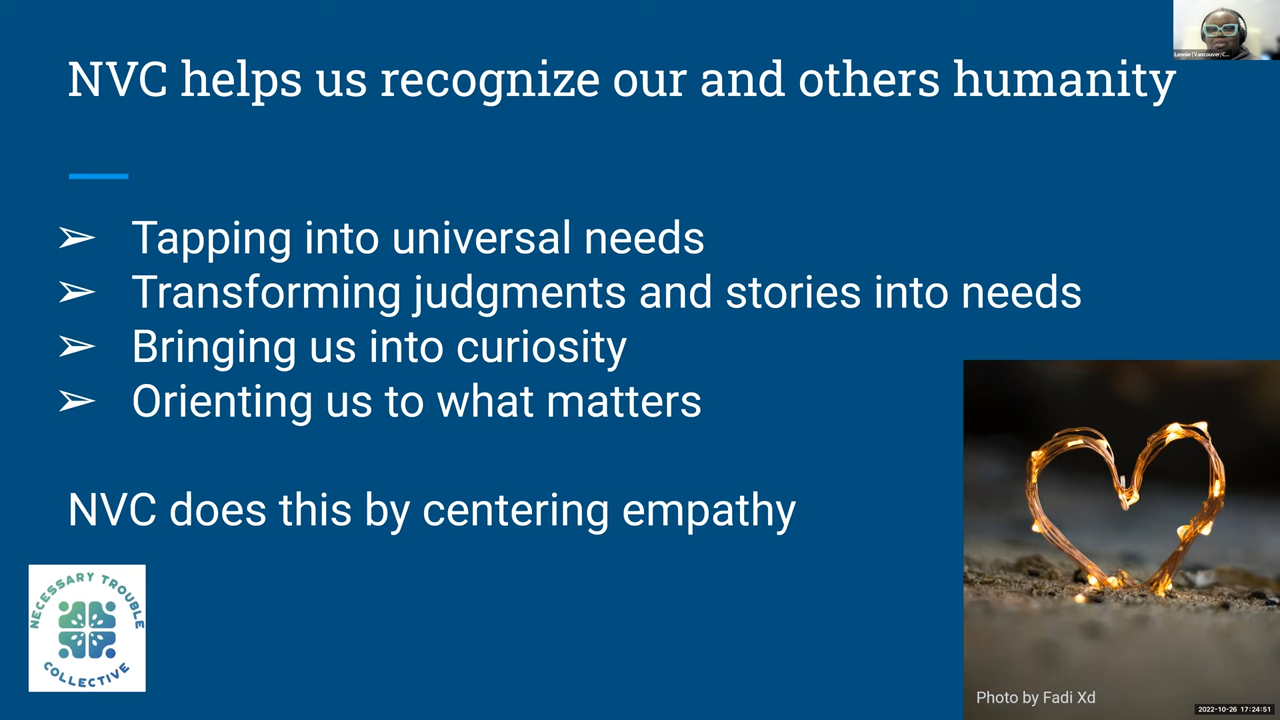 NVC helps us recognize our and others humanity
➢ Tapping into universal needs
➢ Transforming judgments and stories into needs
➢ Bringing us into curiosity
➢ Orienting us to what matters
NVC does this by centering empathy
NECESSARY TROUBLE
COLLECTIVE
Photo by Fadi Xd
2022-10-26 17:24:51